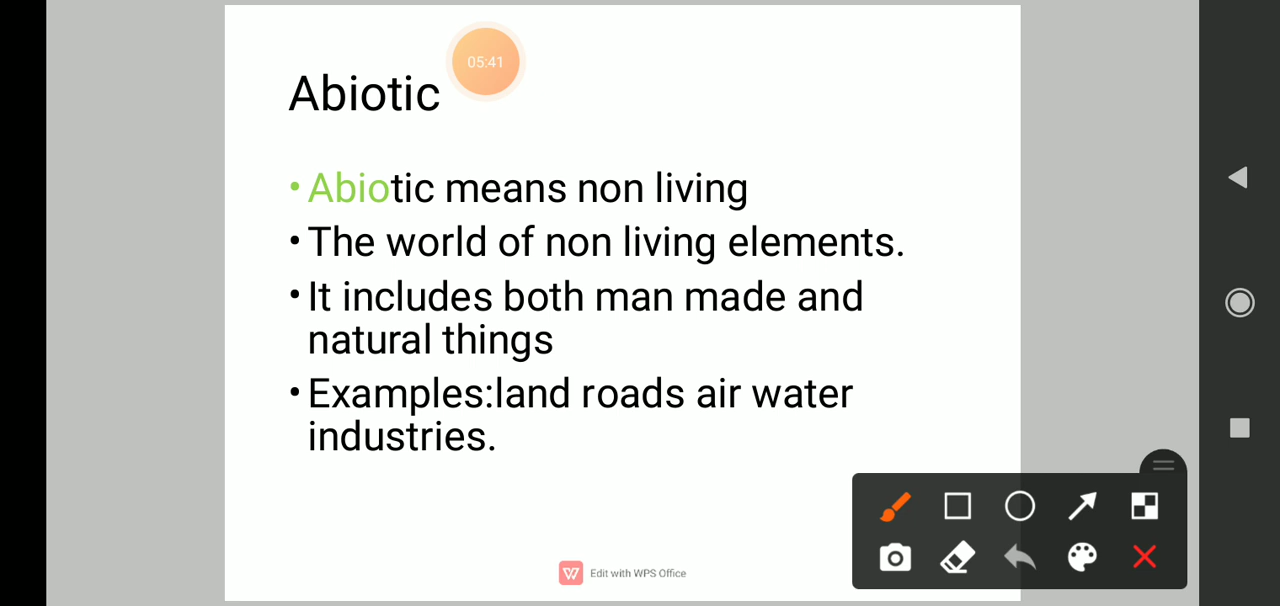 05:41
Abiotic
• Abiotic means non living
• The world of non living elements.
• It includes both man made and
natural things
• Examples:land roads air water
industries.
W Edit with WPS Office